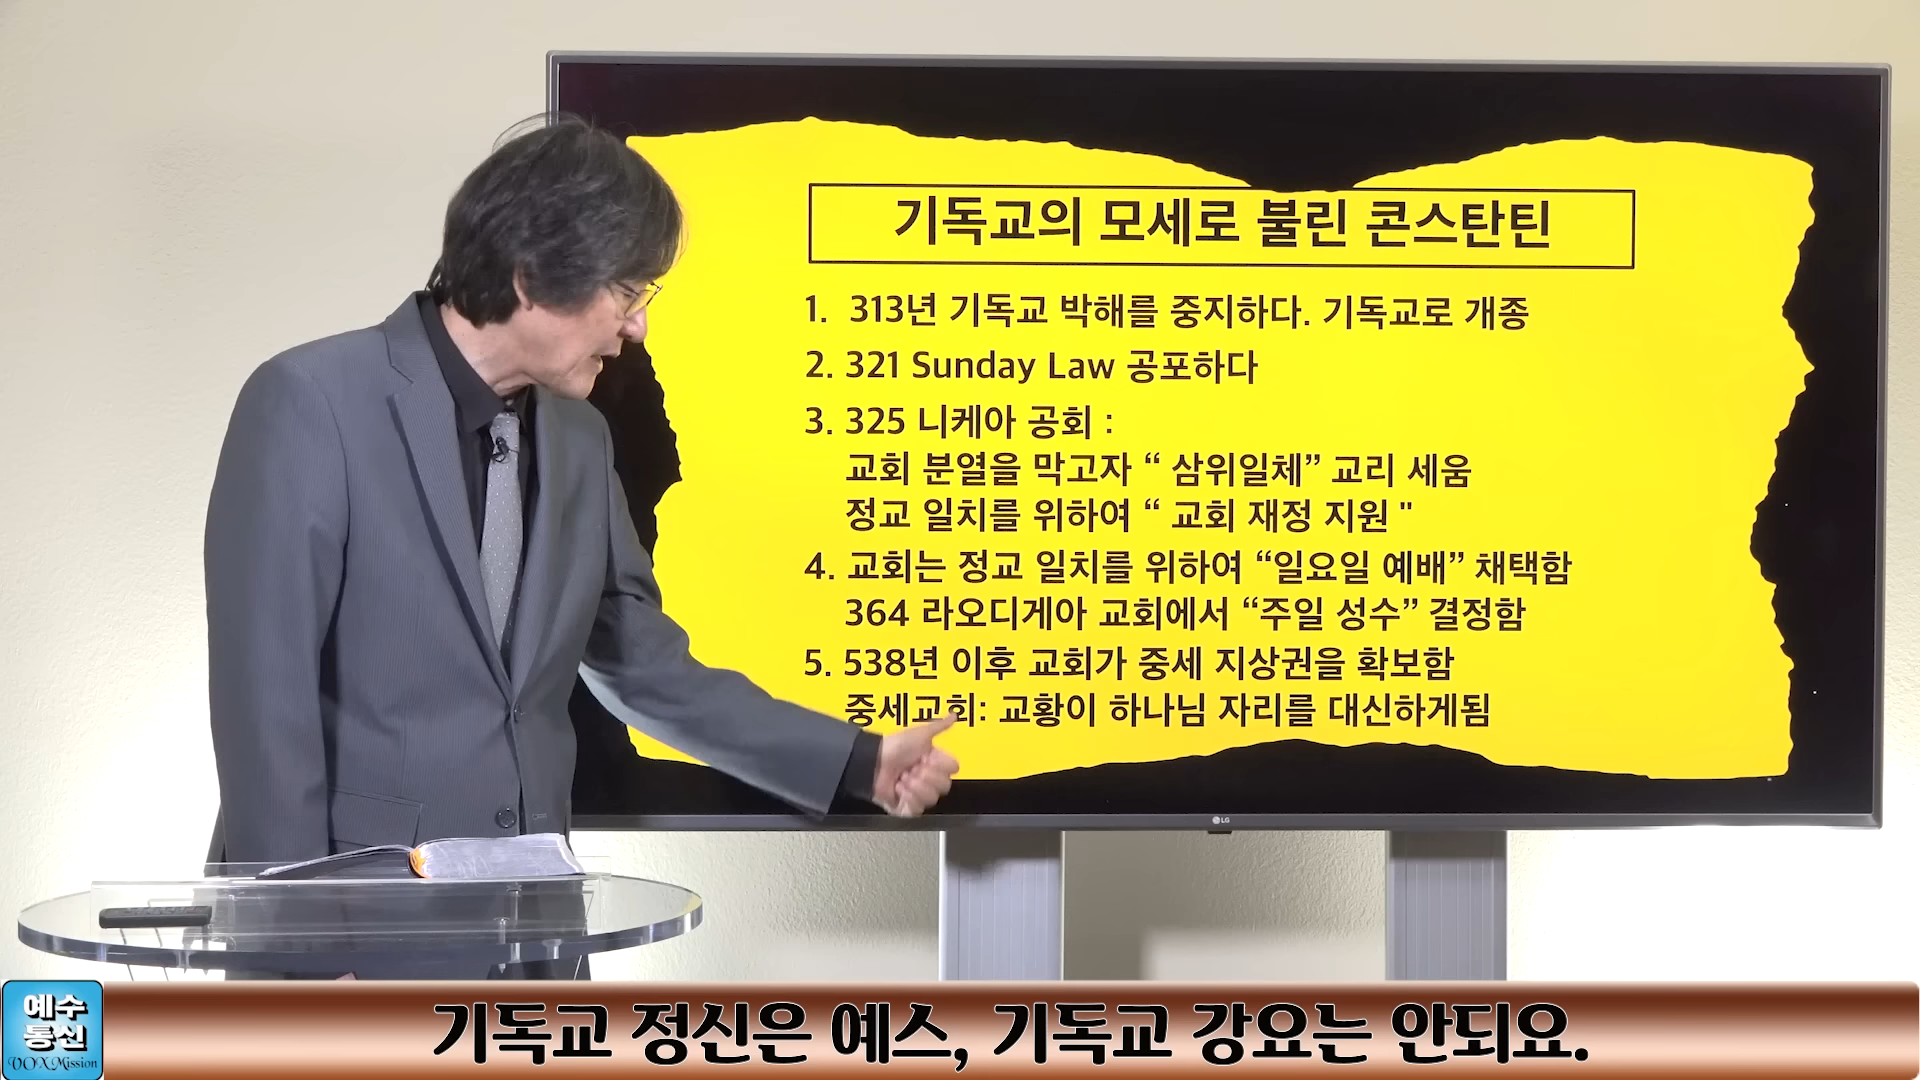 기독교의 모세로 불린 콘스탄틴
1. 313년 기독교 박해를 중지하다. 기독교로 개종
2. 321 Sunday Law 공포하다
3. 325 니케아 공회 :
교회 분열을 막고자 “ 삼위일체” 교리 세움
정교 일치를 위하여 “ 교회 재정 지원 "
4. 교회는 정교 일치를 위하여 “일요일 예배” 채택함
364 라오디게아 교회에서 “주일 성수” 결정함
5. 538년 이후 교회가 중세 지상권을 확보함
중세교회: 교황이 하나님 자리를 대신하게됨
LG
예수
통신
VOX Mission
기독교 정신은 예스, 기독교 강요는 안되요.